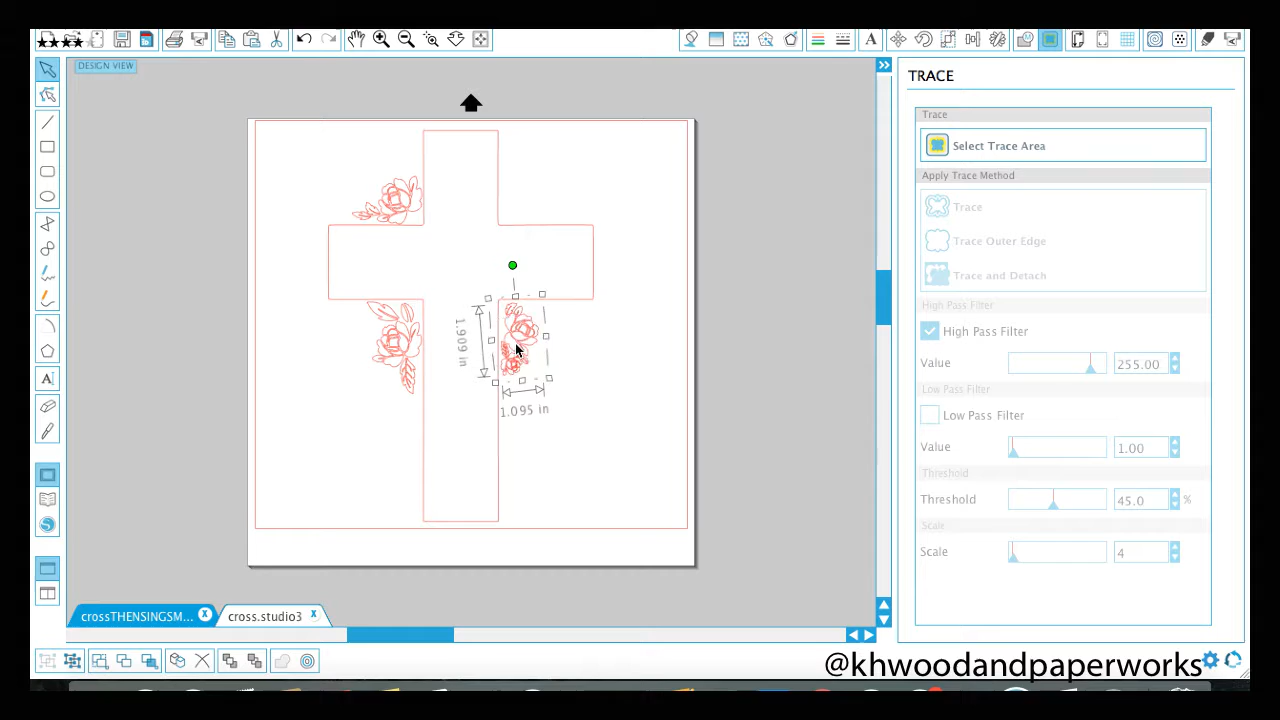 DESIGN VIEW
TRACE
Trace
Select Trace Area
Apply Trace Method
Trace
Trace Outer Edge
Trace and Detach
High Pass Filter
High Pass Filter
Value 255.00
Low Pass Filter
Low Pass Filter
Value 1.00
Threshold
Threshold 45.0 %
Scale
Scale 4
1.909 in
1.095 in
crossTHENSINGSM... x cross.studio3 x
@khwoodandpaperworks